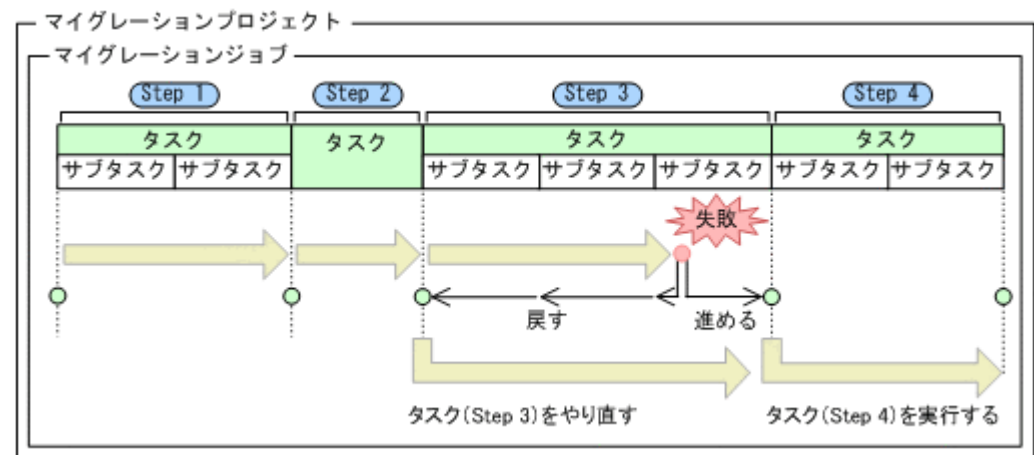 マイグレーションプロジェクト
マイグレーションジョブ
Step 1 Step 2 Step 3 Step 4
タスク タスク タスク タスク
サブタスク サブタスク サブタスク サブタスク サブタスク サブタスク サブタスク
失敗
戻す 進める
タスク(Step 3)をやり直す タスク(Step 4)を実行する